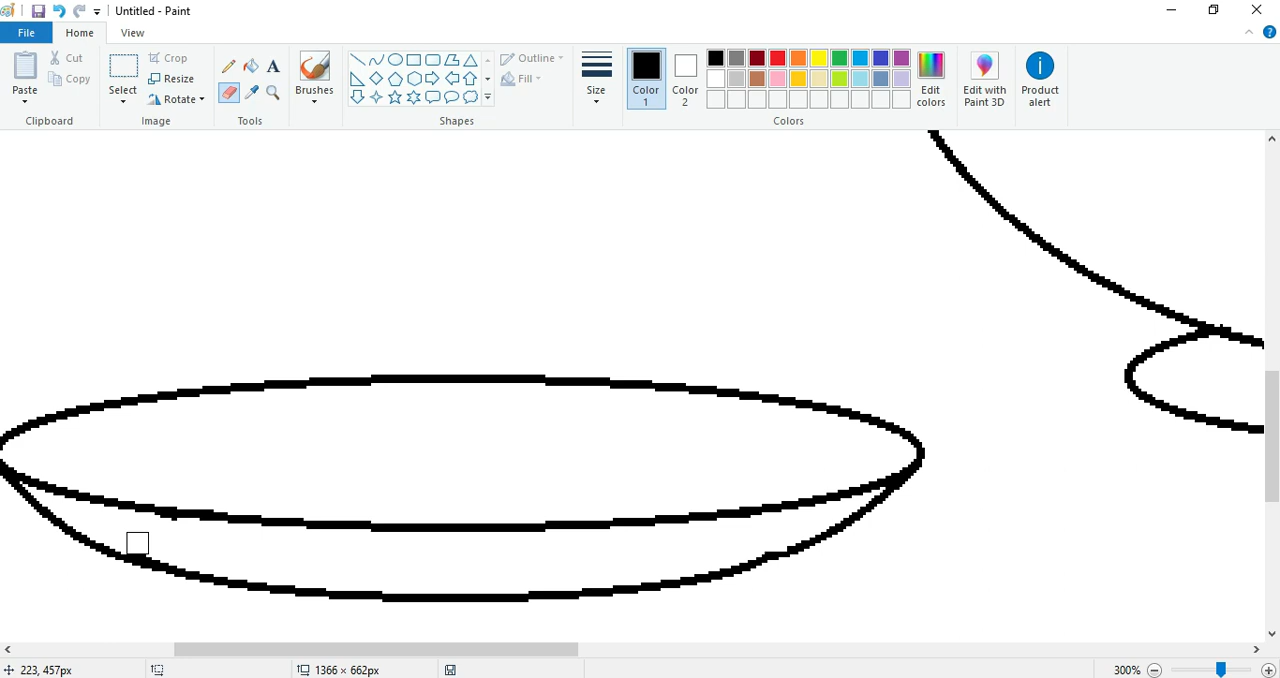 Untitled - Paint
File Home View
Paste
Cut
Copy
Clipboard
Select
Crop
Resize
Rotate
Image
A
Tools
Brushes
Outline
Fill
Shapes
Size
Color 1
Color 2
Edit colors
Colors
Edit with Paint 3D
Product alert
223, 457px
1366 × 662px
300%